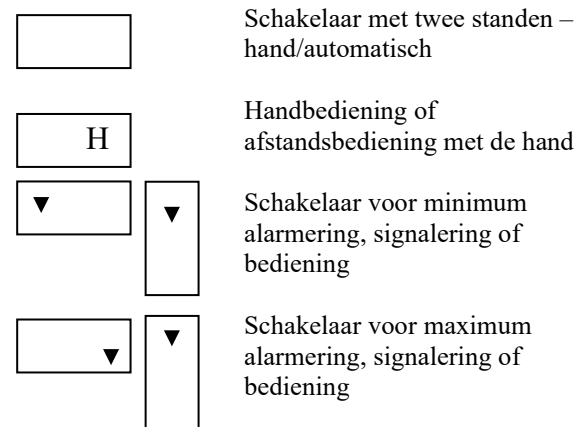 Schakelaar met twee standen –
hand/automatisch
H
Handbediening of
afstandsbediening met de hand
▼ ▼
Schakelaar voor minimum
alarmering, signalering of
bediening
▼ ▼
Schakelaar voor maximum
alarmering, signalering of
bediening